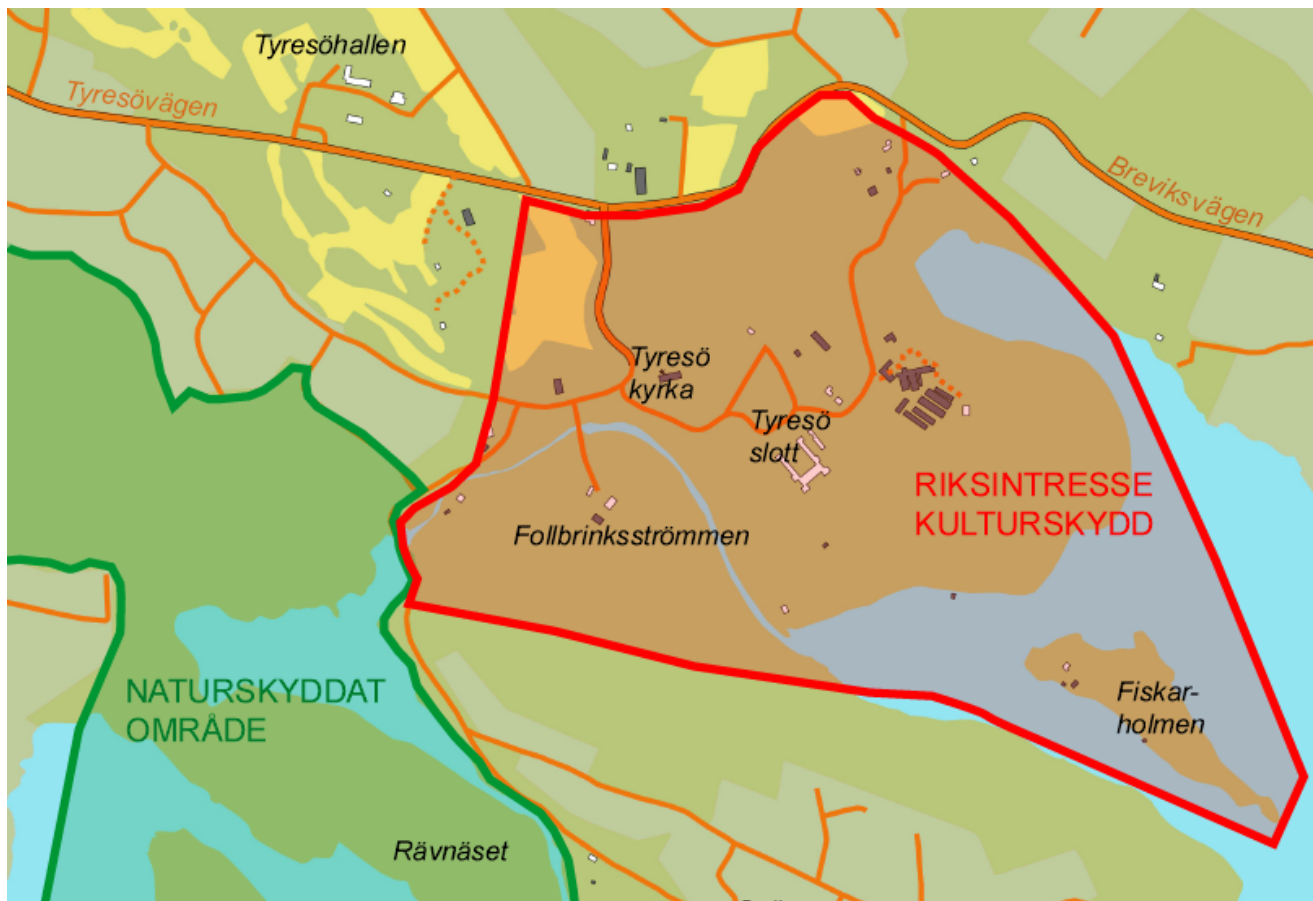 Tyresöhallen
Tyresövägen
Breviksvägen
Tyresö
kyrka
Tyresö
slott
RIKSINTRESSE
KULTURSKYDD
Follbrinksströmmen
NATURSKYDDAT
OMRÅDE
Fiskar-
holmen
Rävnäset